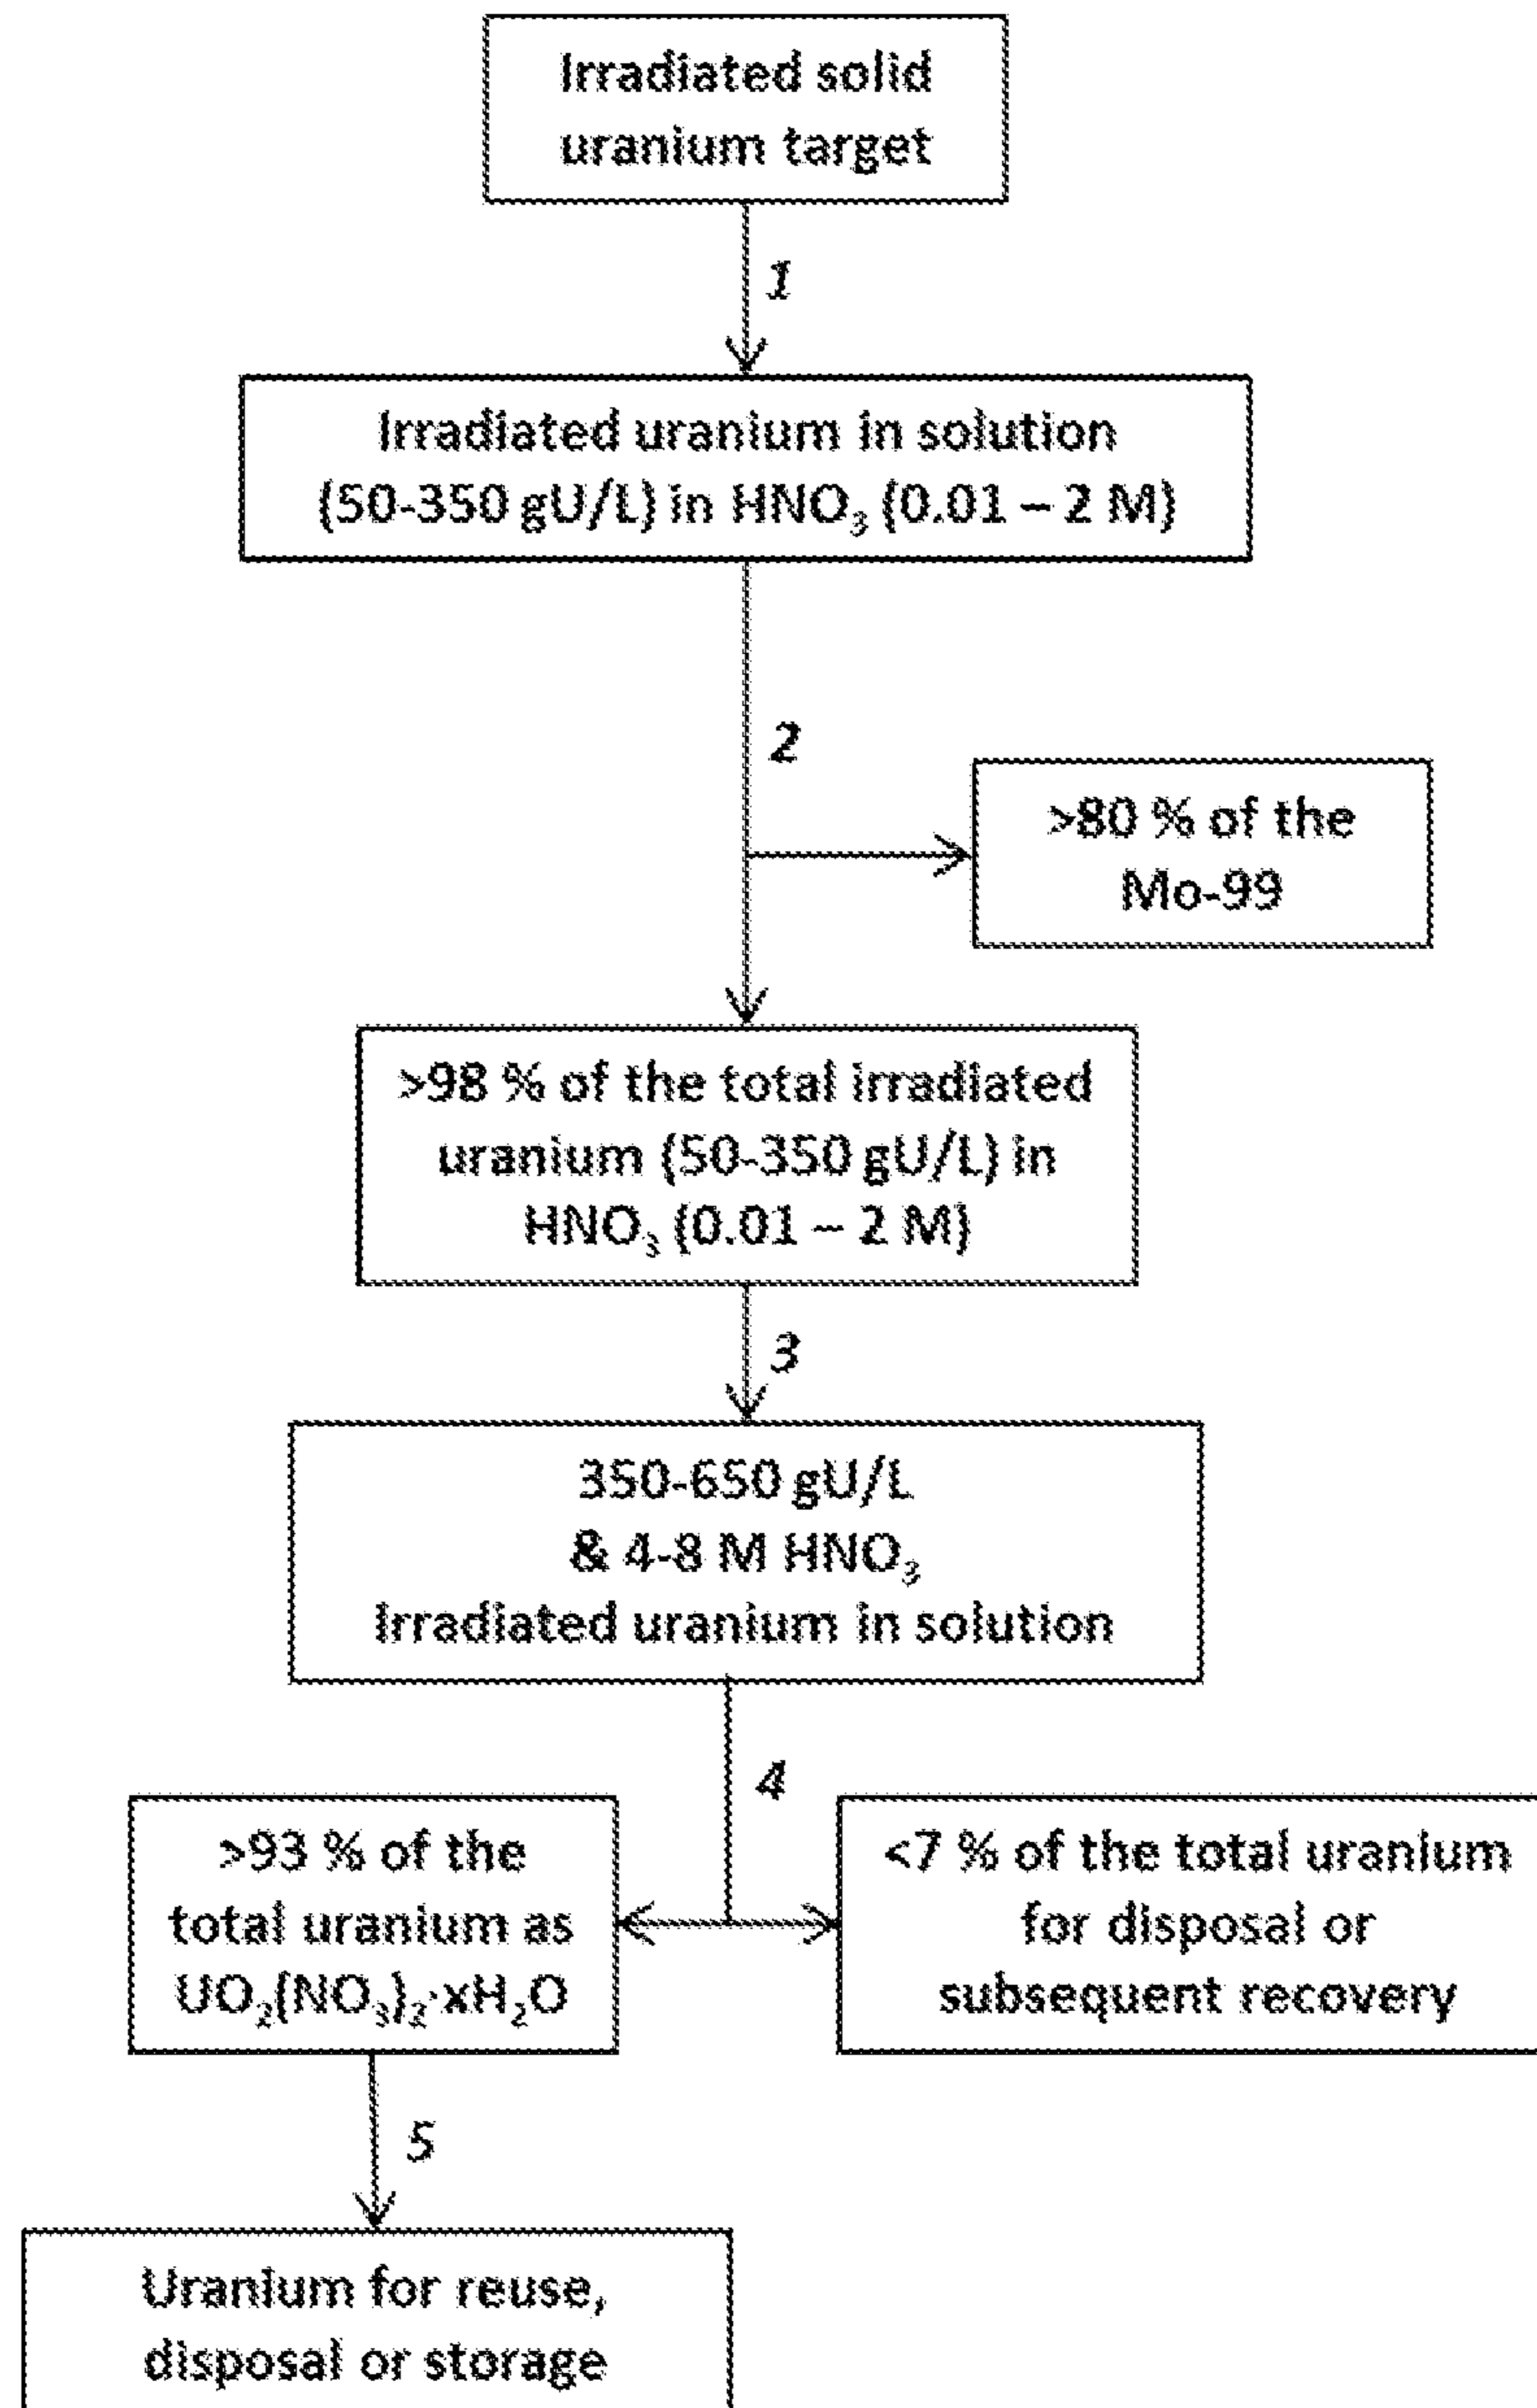 Irradiated solid
uranium target
1
Irradiated uranium in solution
(50-350 gU/L) in HNO₃ (0.01 – 2 M)
2
>80 % of the
Mo-99
>98 % of the total irradiated
uranium (50-350 gU/L) in
HNO₃ (0.01 – 2 M)
3
350-650 gU/L
& 4-8 M HNO₃
Irradiated uranium in solution
4
>93 % of the
total uranium as
UO₂(NO₃)₂·xH₂O
<7 % of the total uranium
for disposal or
subsequent recovery
5
Uranium for reuse,
disposal or storage